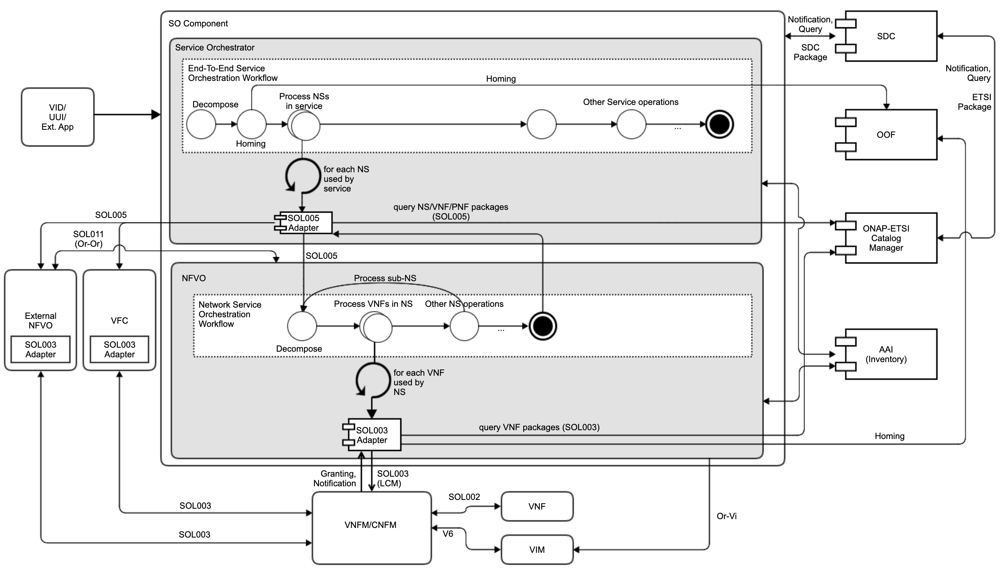 SO Component
Service Orchestrator
End-To-End Service
Orchestration Workflow
Homing
Decompose
Process NSs
in service
Other Service operations
Homing
...
for each NS
used by
service
VID/
UUI/
Ext. App
Notification,
Query
SDC
Package
SDC
Notification,
Query
ETSI
Package
OOF
query NS/VNF/PNF packages
(SOL005)
SOL005
Adapter
SOL005
SOL011
(Or-Or)
SOL005
ONAP-ETSI
Catalog
Manager
NFVO
Process sub-NS
Network Service
Orchestration
Workflow
Process VNFs in NS
Other NS operations
...
Decompose
External
NFVO
SOL003
Adapter
VFC
SOL003
Adapter
AAI
(Inventory)
for each VNF
used by
NS
SOL003
Adapter
query VNF packages (SOL003)
Homing
Granting,
Notification
SOL003
(LCM)
SOL003
SOL003
VNFM/CNFM
SOL002
VNF
V6
VIM
Or-Vi